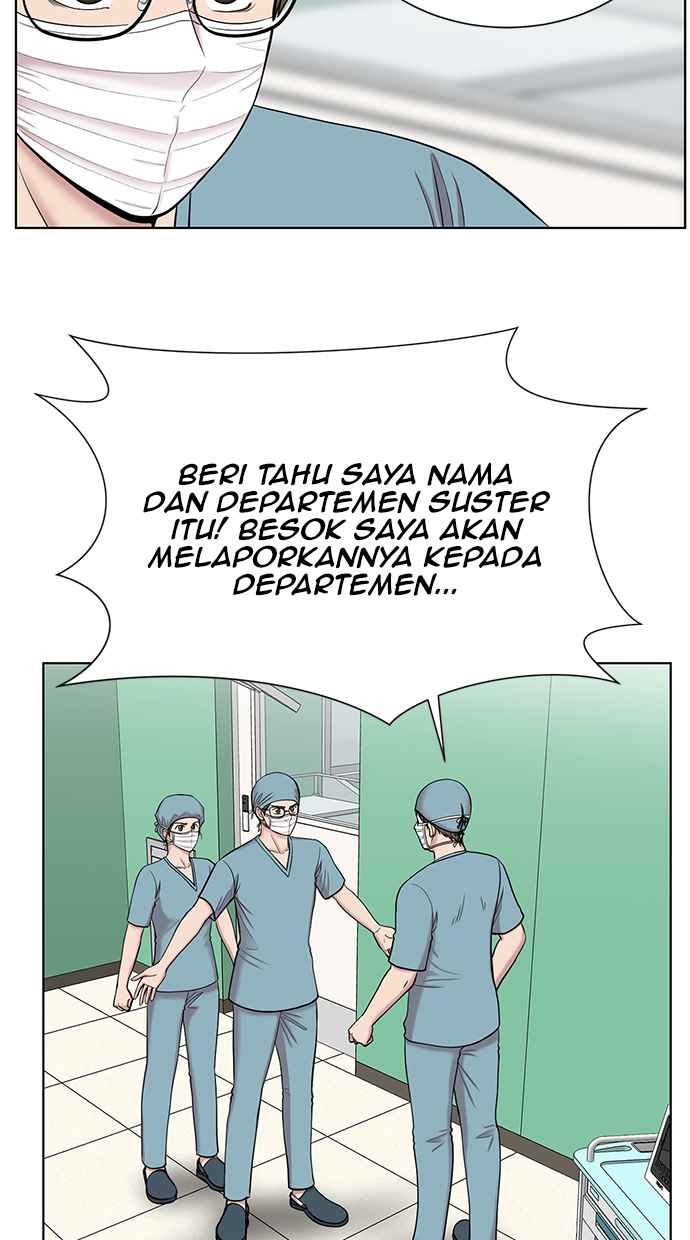 BERI TAHU SAYA NAMA
DAN DEPARTEMEN SUSTER
ITU! BESOK SAYA AKAN
MELAPORKANNYA KEPADA
DEPARTEMEN...